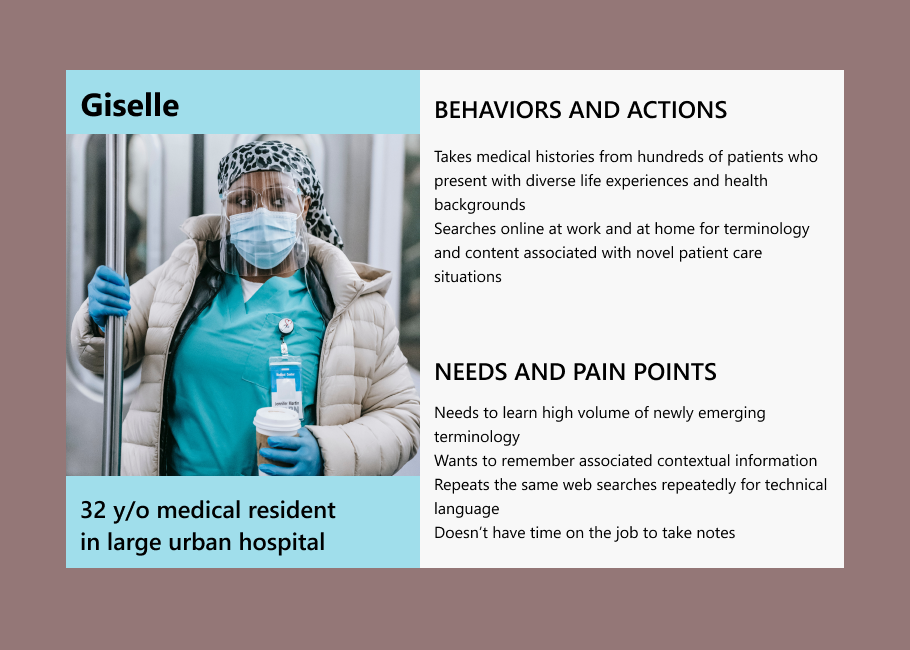 Giselle
32 y/o medical resident
in large urban hospital
BEHAVIORS AND ACTIONS
Takes medical histories from hundreds of patients who
present with diverse life experiences and health
backgrounds
Searches online at work and at home for terminology
and content associated with novel patient care
situations
NEEDS AND PAIN POINTS
Needs to learn high volume of newly emerging
terminology
Wants to remember associated contextual information
Repeats the same web searches repeatedly for technical
language
Doesn't have time on the job to take notes